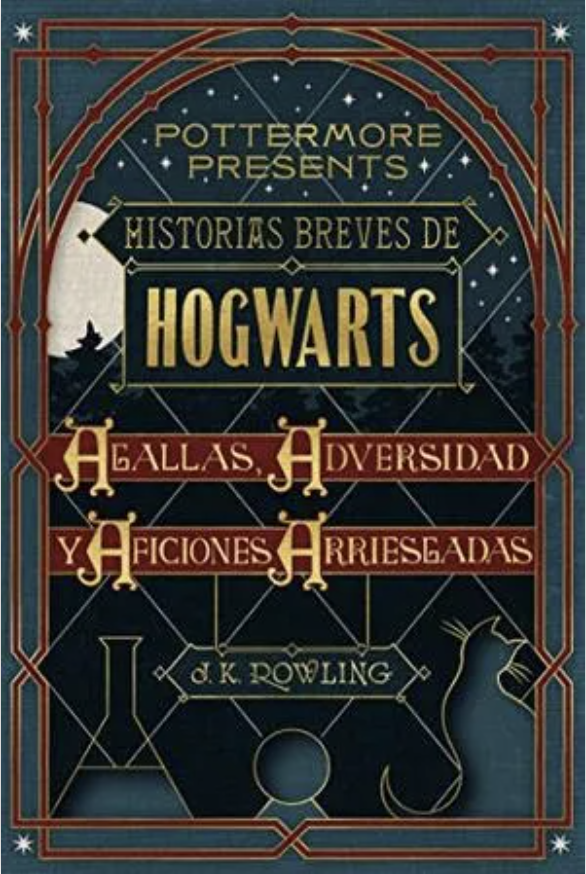 POTTERMORE
PRESENTS
HISTORIAS BREVES DE
HOGWARTS
AGALLAS, ADVERSIDAD
Y AFICIONES ARRIESGADAS
J. K. ROWLING